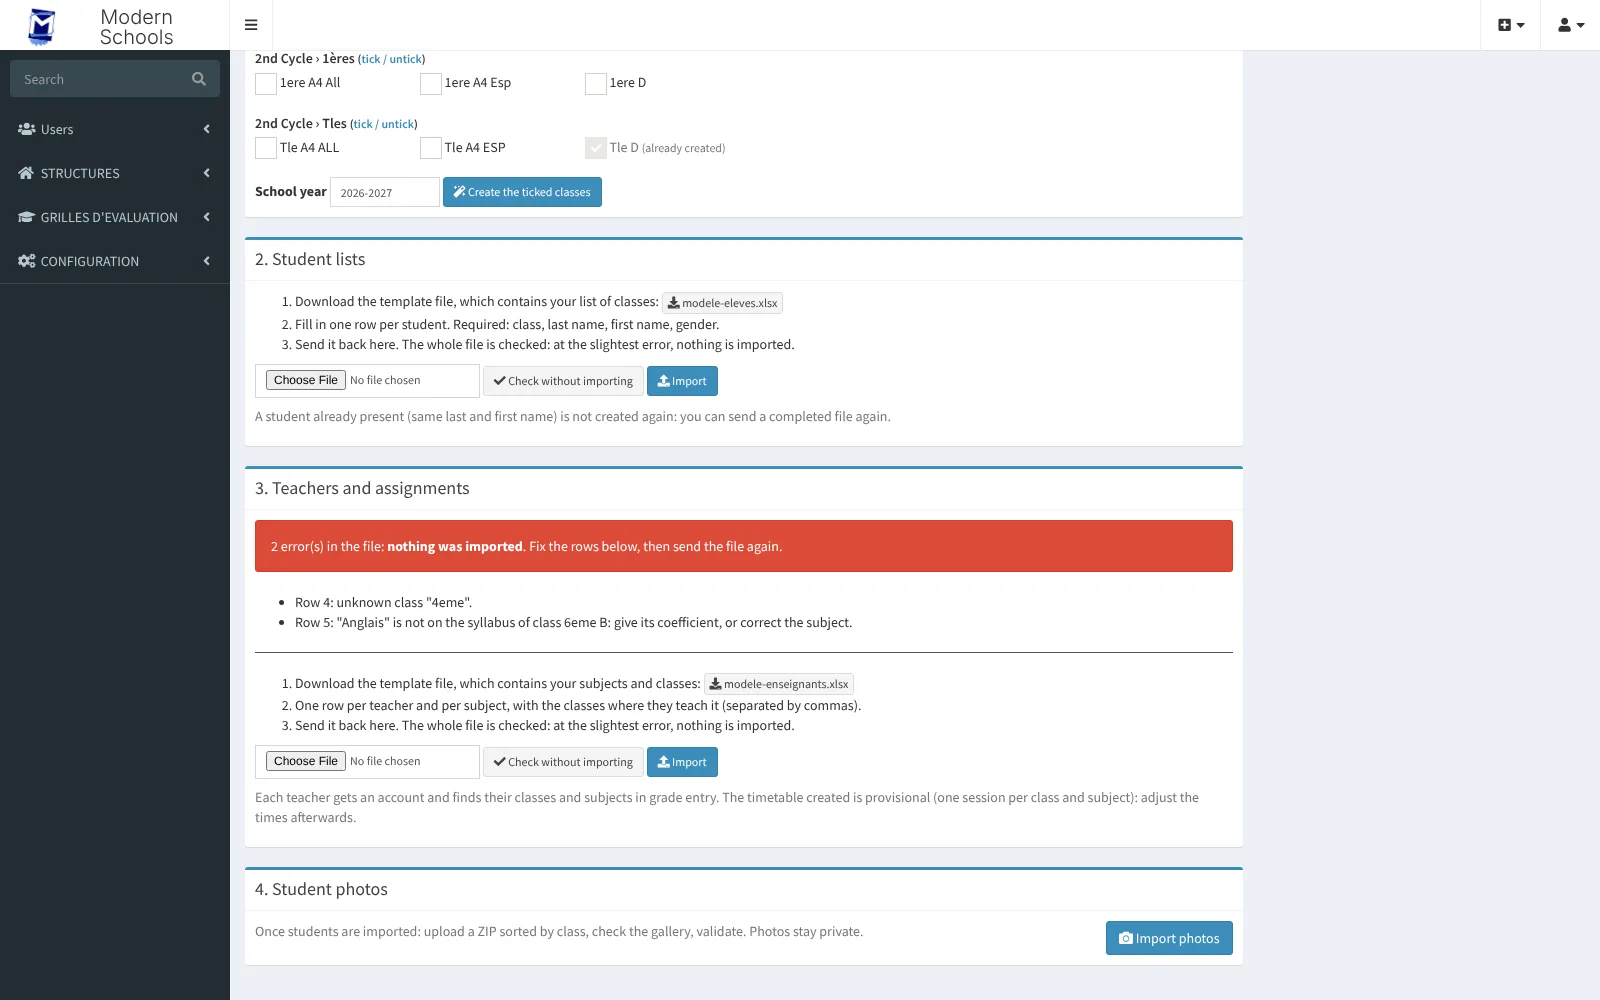 Modern
Schools
Search
Users
STRUCTURES
GRILLES D'EVALUATION
CONFIGURATION
2nd Cycle › 1ères (tick / untick)
1ere A4 All
1ere A4 Esp
1ere D
2nd Cycle › Tles (tick / untick)
Tle A4 ALL
Tle A4 ESP
Tle D (already created)
School year 2026-2027 Create the ticked classes
2. Student lists
1. Download the template file, which contains your list of classes: modele-eleves.xlsx
2. Fill in one row per student. Required: class, last name, first name, gender.
3. Send it back here. The whole file is checked: at the slightest error, nothing is imported.
Choose File No file chosen Check without importing Import
A student already present (same last and first name) is not created again: you can send a completed file again.
3. Teachers and assignments
2 error(s) in the file: nothing was imported. Fix the rows below, then send the file again.
Row 4: unknown class "4eme".
Row 5: "Anglais" is not on the syllabus of class 6eme B: give its coefficient, or correct the subject.
1. Download the template file, which contains your subjects and classes: modele-enseignants.xlsx
2. One row per teacher and per subject, with the classes where they teach it (separated by commas).
3. Send it back here. The whole file is checked: at the slightest error, nothing is imported.
Choose File No file chosen Check without importing Import
Each teacher gets an account and finds their classes and subjects in grade entry. The timetable created is provisional (one session per class and subject): adjust the
times afterwards.
4. Student photos
Once students are imported: upload a ZIP sorted by class, check the gallery, validate. Photos stay private.
Import photos